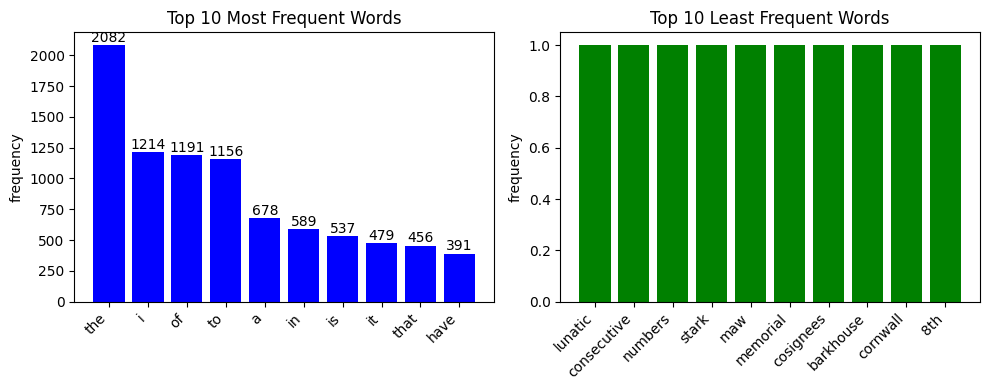 Top 10 Most Frequent Words
frequency
2000
1750
1500
1250
1000
750
500
250
0
2082
1214
1191
1156
678
589
537
479
456
391
the
i
of
to
a
in
is
it
that
have
Top 10 Least Frequent Words
frequency
1.0
0.8
0.6
0.4
0.2
0.0
lunatic
consecutive
numbers
stark
maw
memorial
cosignees
barkhouse
cornwall
8th